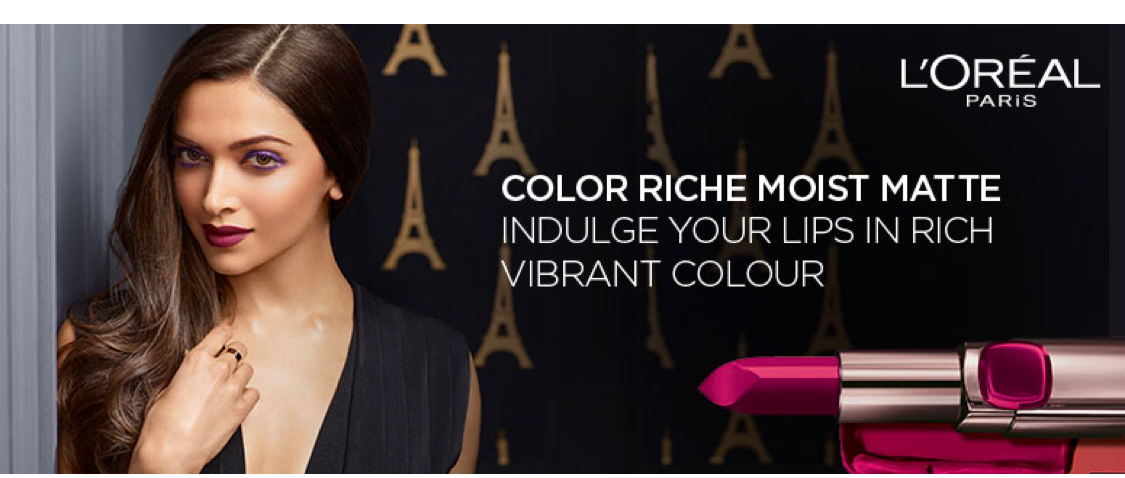 L'ORÉAL
PARiS
COLOR RICHE MOIST MATTE
INDULGE YOUR LIPS IN RICH
VIBRANT COLOUR